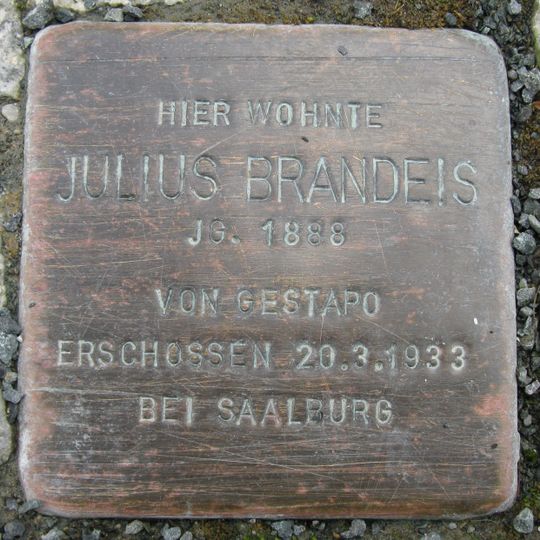 HIER WOHNTE
JULIUS BRANDEIS
JG. 1888
VON GESTAPO
ERSCHOSSEN 20.3.1933
BEI SAALBURG